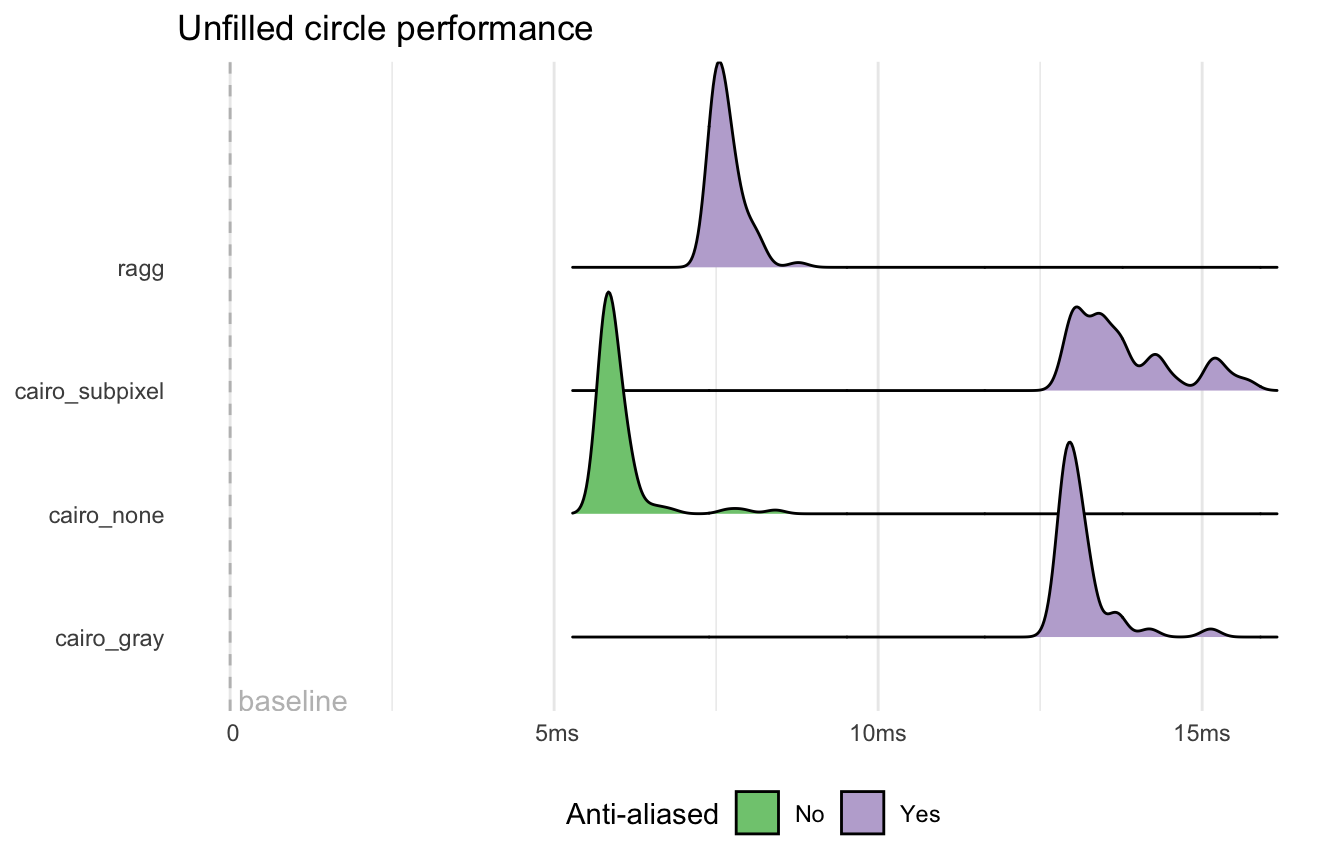 Unfilled circle performance
ragg
cairo_subpixel
cairo_none
cairo_gray
baseline
0 5ms 10ms 15ms
Anti-aliased No Yes